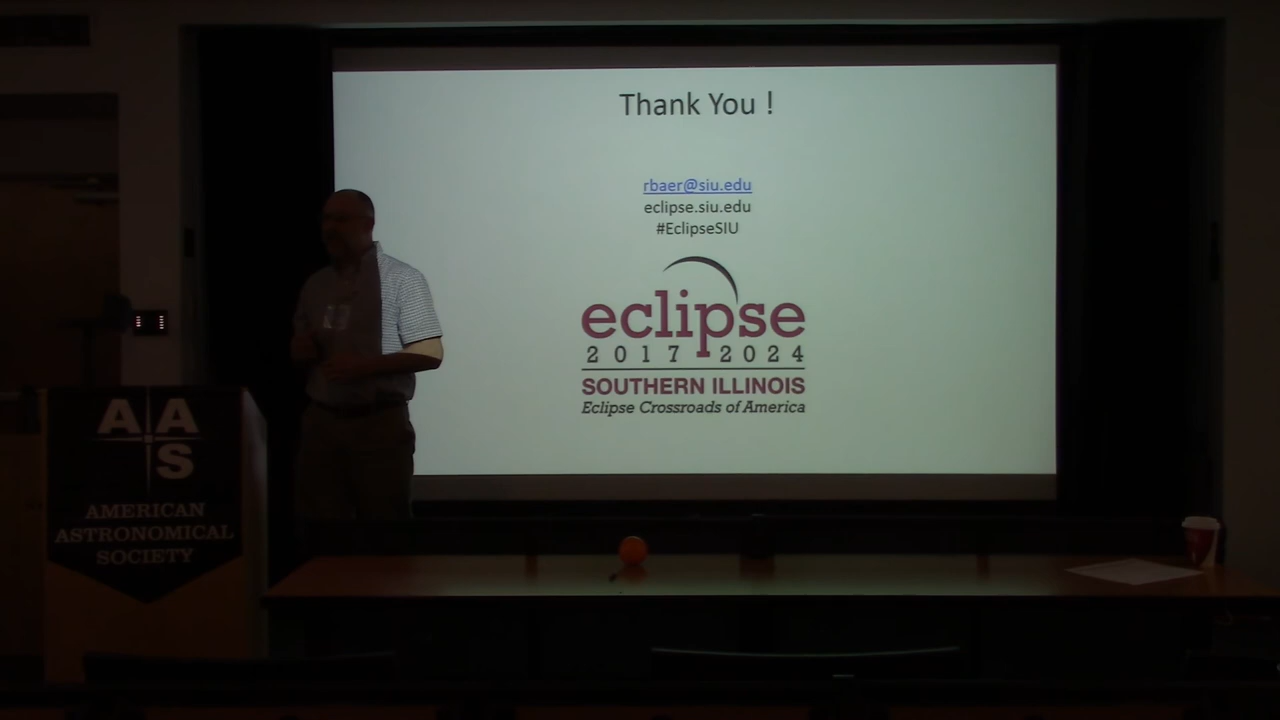 Thank You !
rbaer@siu.edu
eclipse.siu.edu
#EclipseSIU
eclipse
2017 2024
SOUTHERN ILLINOIS
Eclipse Crossroads of America
AAS
AMERICAN
ASTRONOMICAL
SOCIETY